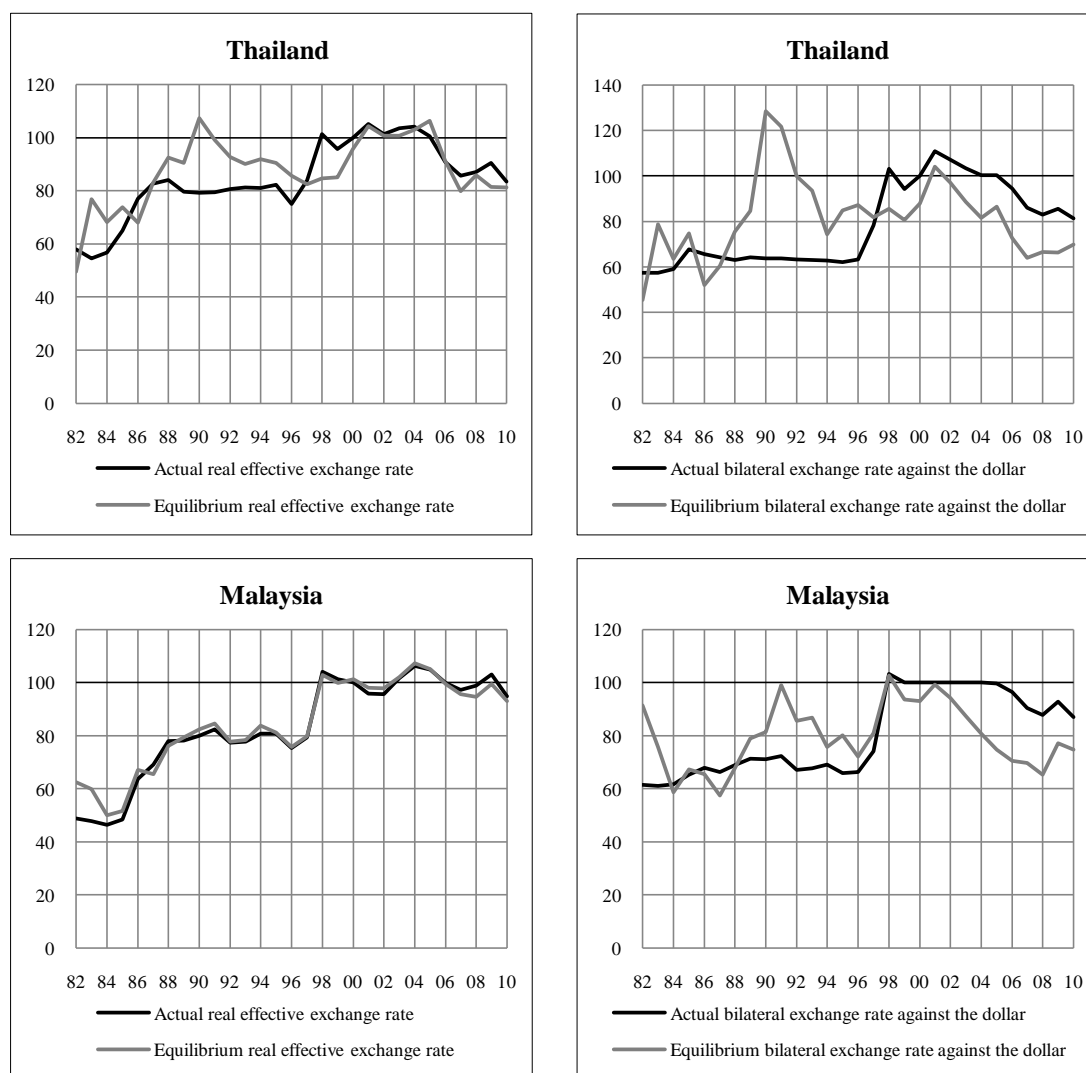 Thailand
120
100
80
60
40
20
0
82 84 86 88 90 92 94 96 98 00 02 04 06 08 10
Actual real effective exchange rate
Equilibrium real effective exchange rate
Thailand
140
120
100
80
60
40
20
0
82 84 86 88 90 92 94 96 98 00 02 04 06 08 10
Actual bilateral exchange rate against the dollar
Equilibrium bilateral exchange rate against the dollar
Malaysia
120
100
80
60
40
20
0
82 84 86 88 90 92 94 96 98 00 02 04 06 08 10
Actual real effective exchange rate
Equilibrium real effective exchange rate
Malaysia
120
100
80
60
40
20
0
82 84 86 88 90 92 94 96 98 00 02 04 06 08 10
Actual bilateral exchange rate against the dollar
Equilibrium bilateral exchange rate against the dollar